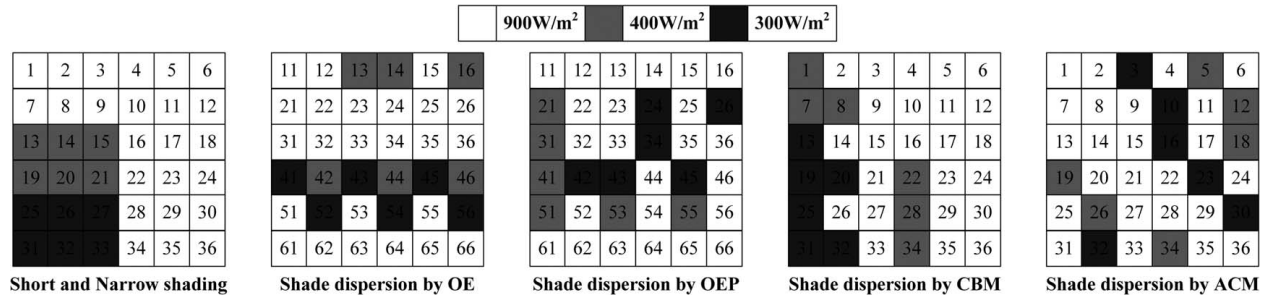 900W/m² 400W/m² 300W/m²
1 2 3 4 5 6 11 12 13 14 15 16 11 12 13 14 15 16 1 2 3 4 5 6 1 2 3 4 5 6
7 8 9 10 11 12 21 22 23 24 25 26 21 22 23 24 25 26 7 8 9 10 11 12 7 8 9 10 11 12
13 14 15 16 17 18 31 32 33 34 35 36 31 32 33 34 35 36 13 14 15 16 17 18 13 14 15 16 17 18
19 20 21 22 23 24 41 42 43 44 45 46 41 42 43 44 45 46 19 20 21 22 23 24 19 20 21 22 23 24
25 26 27 28 29 30 51 52 53 54 55 56 51 52 53 54 55 56 25 26 27 28 29 30 25 26 27 28 29 30
31 32 33 34 35 36 61 62 63 64 65 66 61 62 63 64 65 66 31 32 33 34 35 36 31 32 33 34 35 36
Short and Narrow shading Shade dispersion by OE Shade dispersion by OEP Shade dispersion by CBM Shade dispersion by ACM